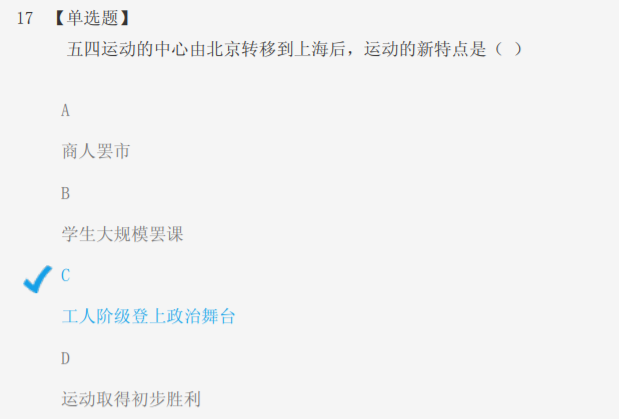 17 【单选题】
五四运动的中心由北京转移到上海后，运动的新特点是（ ）
A
商人罢市
B
学生大规模罢课
C
工人阶级登上政治舞台
D
运动取得初步胜利